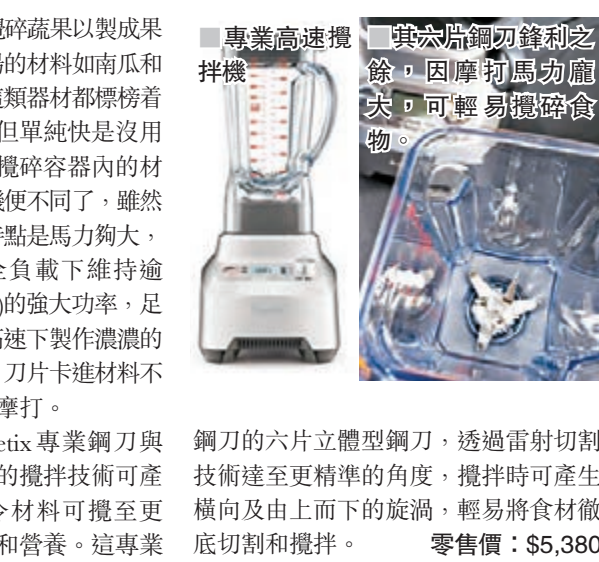 覺碎蔬果以製成果
湯的材料如南瓜和
這類器材都標榜着
但單純快是沒用
攪碎容器內的材
機便不同了，雖然
特點是馬力夠大，
全負載下維持逾
)的強大功率，足
高速下製作濃濃的
，刀片卡進材料不
摩打。
etix 專業鋼刀與
的攪拌技術可產
令材料可攪至更
和營養。這專業
■專業高速攪
拌機
■其六片鋼刀鋒利之
餘，因摩打馬力龐
大，可輕易攪碎食
物。
鋼刀的六片立體型鋼刀，透過雷射切割
技術達至更精準的角度，攪拌時可產生
橫向及由上而下的旋渦，輕易將食材徹
底切割和攪拌。 零售價：$5,380